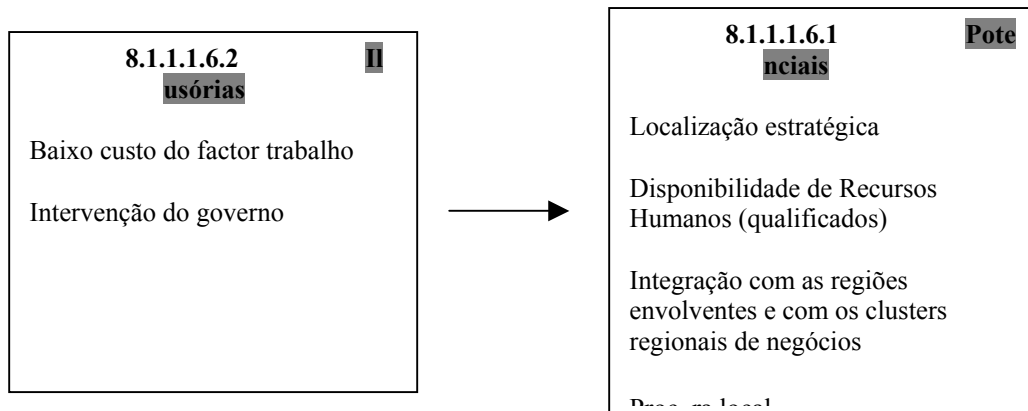 8.1.1.1.6.2 Il
usórias
Baixo custo do factor trabalho
Intervenção do governo
8.1.1.1.6.1 Pote
nciais
Localização estratégica
Disponibilidade de Recursos
Humanos (qualificados)
Integração com as regiões
envolventes e com os clusters
regionais de negócios
local